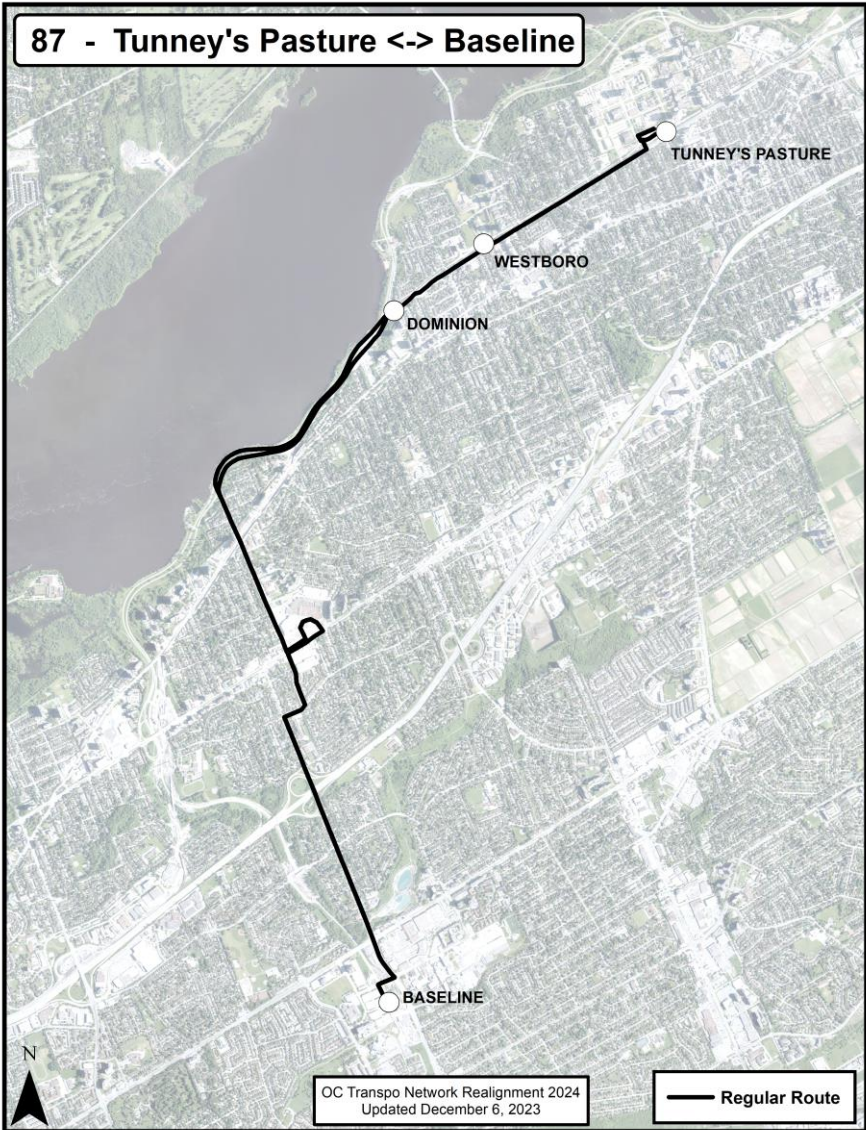 87 - Tunney's Pasture <-> Baseline
TUNNEY'S PASTURE
WESTBORO
DOMINION
BASELINE
N
OC Transpo Network Realignment 2024
Updated December 6, 2023
Regular Route